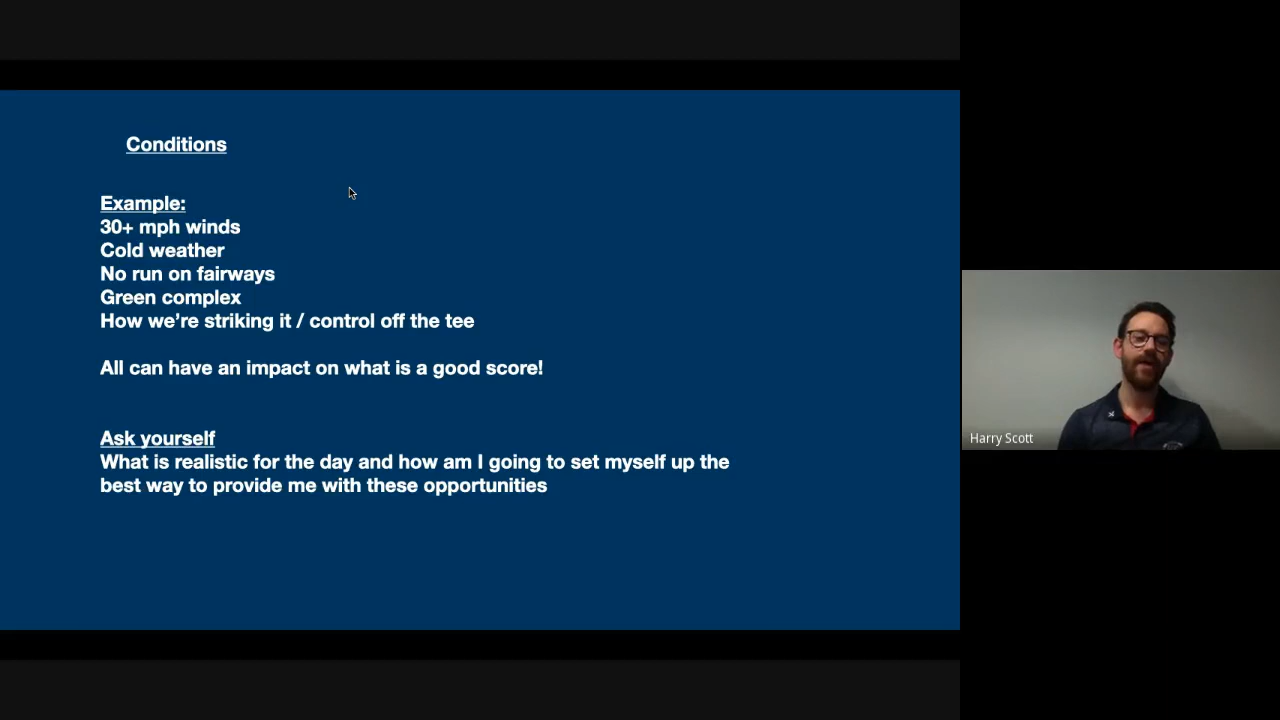 Conditions
Example:
30+ mph winds
Cold weather
No run on fairways
Green complex
How we’re striking it / control off the tee
All can have an impact on what is a good score!
Ask yourself
What is realistic for the day and how am I going to set myself up the
best way to provide me with these opportunities
Harry Scott